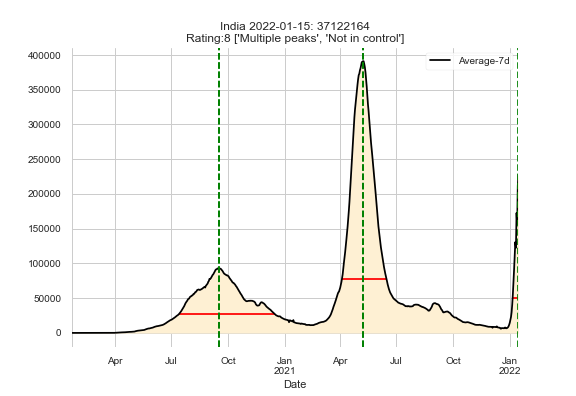 India 2022-01-15: 37122164
Rating:8 ['Multiple peaks', 'Not in control']
Average-7d
400000
350000
300000
250000
200000
150000
100000
50000
0
Apr Jul Oct Jan Apr Jul Oct Jan
2021 2022
Date